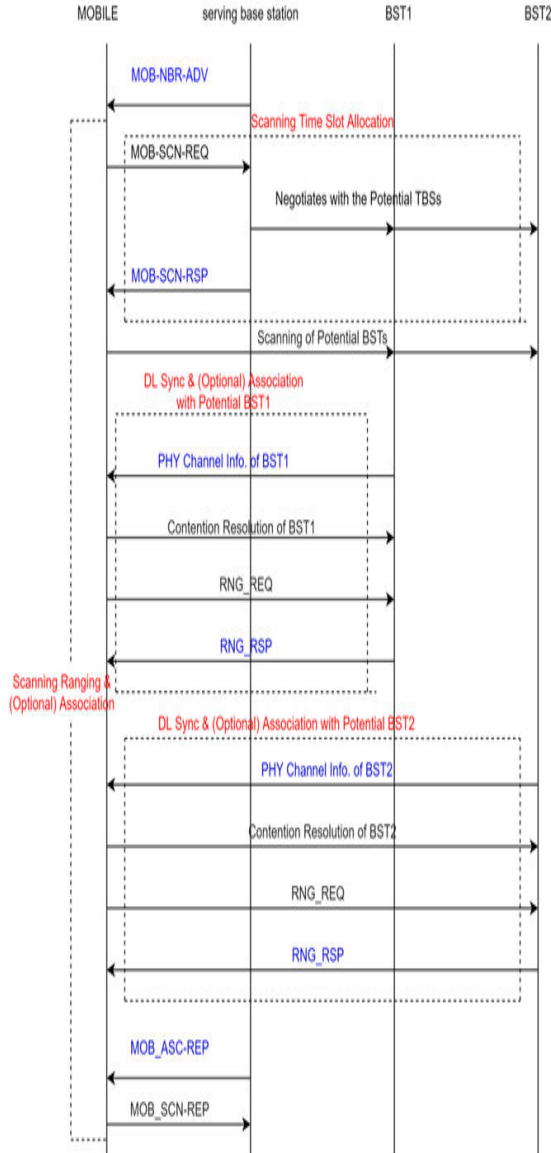 MOBILE serving base station BST1 BST2
MOB-NBR-ADV
Scanning Time Slot Allocation
MOB-SCN-REQ
Negotiates with the Potential TBSs
MOB-SCN-RSP
Scanning of Potential BSTs
DL Sync & (Optional) Association
with Potential BST1
PHY Channel Info. of BST1
Contention Resolution of BST1
RNG_REQ
RNG_RSP
Scanning Ranging &
(Optional) Association
DL Sync & (Optional) Association with Potential BST2
PHY Channel Info. of BST2
Contention Resolution of BST2
RNG_REQ
RNG_RSP
MOB_ASC-REP
MOB_SCN-REP